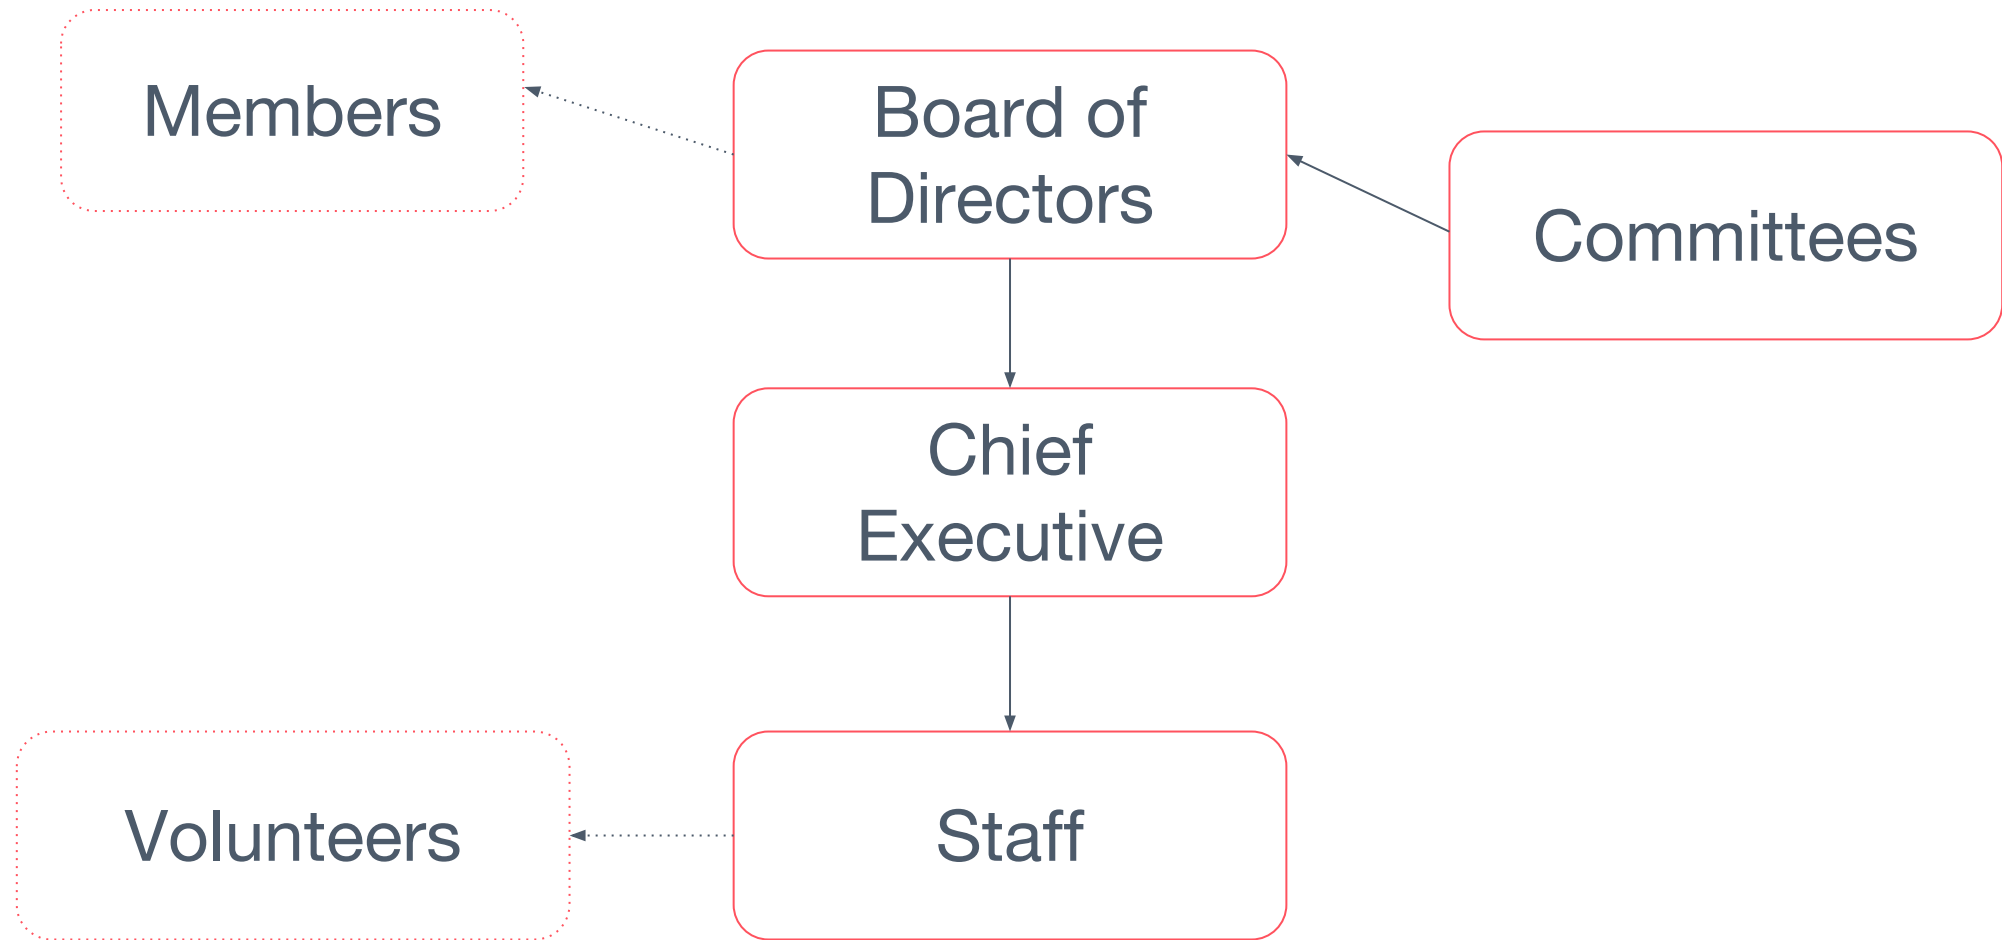 Members
Board of
Directors
Committees
Chief
Executive
Volunteers
Staff